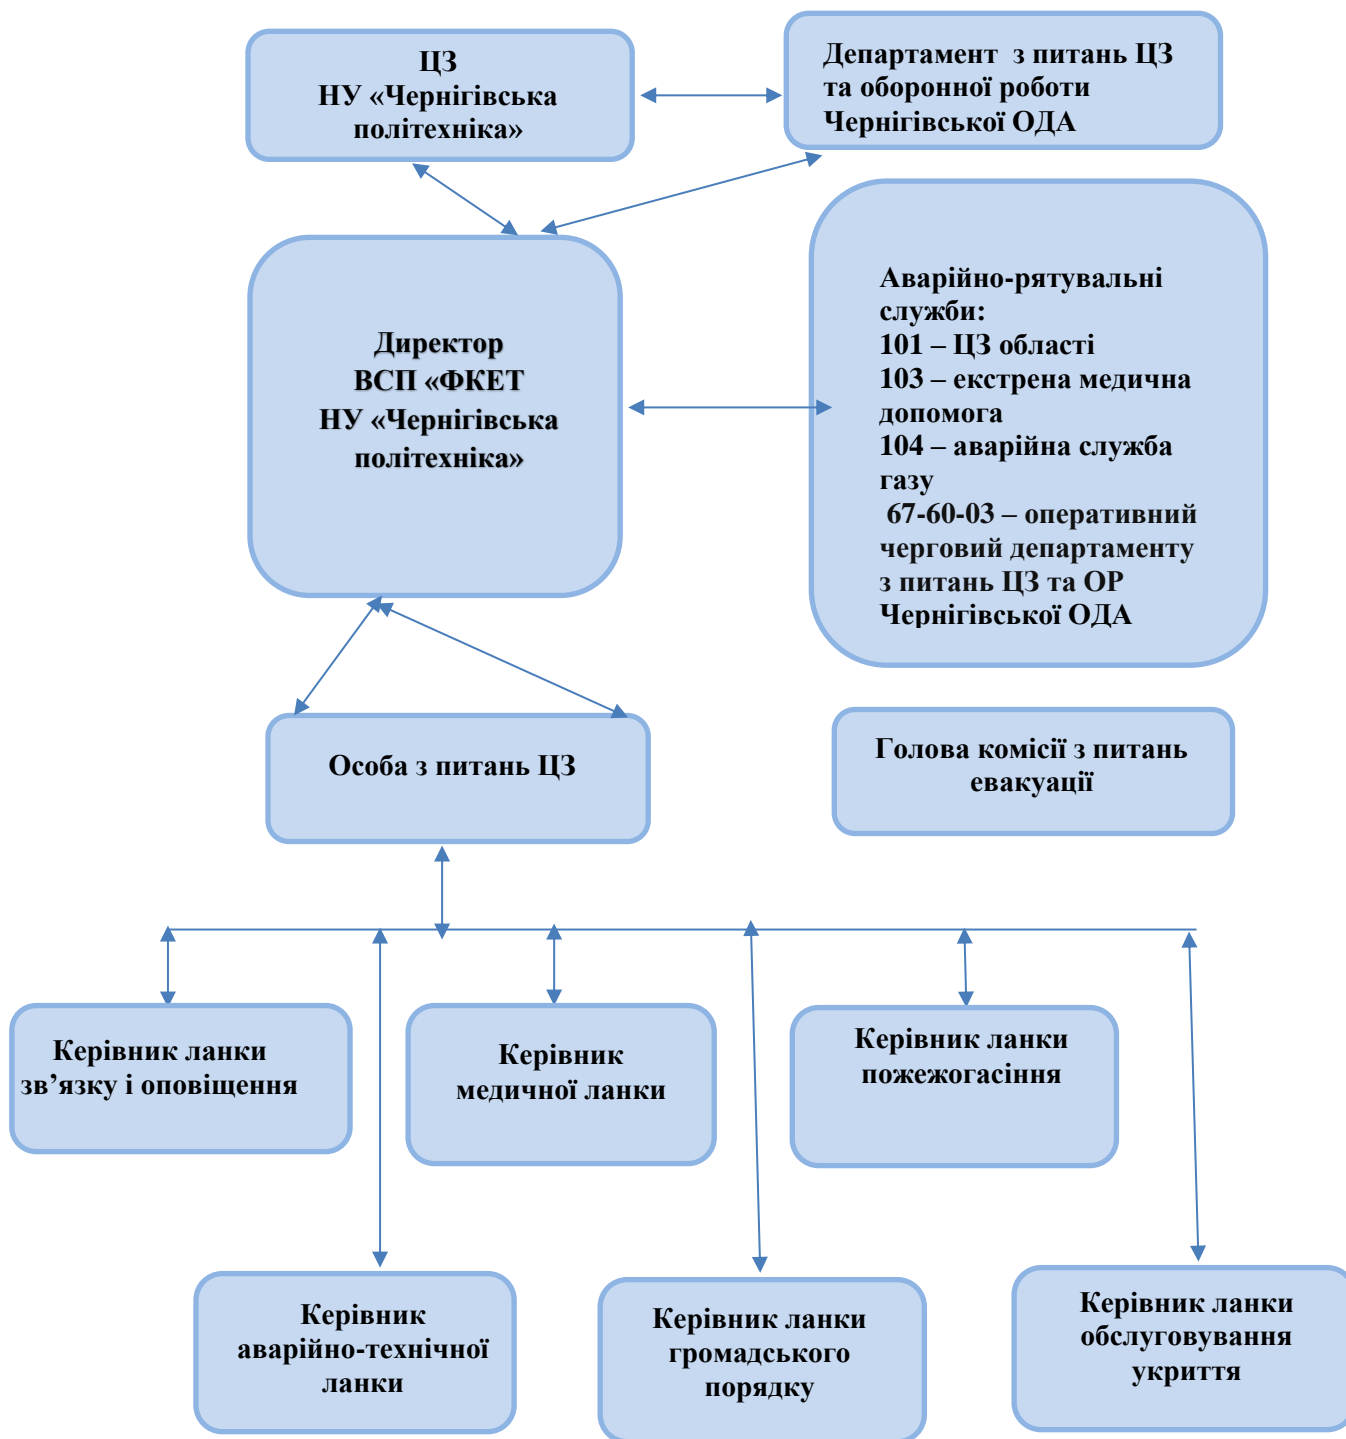 ЦЗ
НУ «Чернігівська
політехніка»
Департамент з питань ЦЗ
та оборонної роботи
Чернігівської ОДА
Директор
ВСП «ФКЕТ
НУ «Чернігівська
політехніка»
Аварійно-рятувальні
служби:
101 – ЦЗ області
103 – екстрена медична
допомога
104 – аварійна служба
газу
67-60-03 – оперативний
черговий департаменту
з питань ЦЗ та ОР
Чернігівської ОДА
Особа з питань ЦЗ
Голова комісії з питань
евакуації
Керівник ланки
зв’язку і оповіщення
Керівник
медичної ланки
Керівник ланки
пожежогасіння
Керівник
аварійно-технічної
ланки
Керівник ланки
громадського
порядку
Керівник ланки
обслуговування
укриття